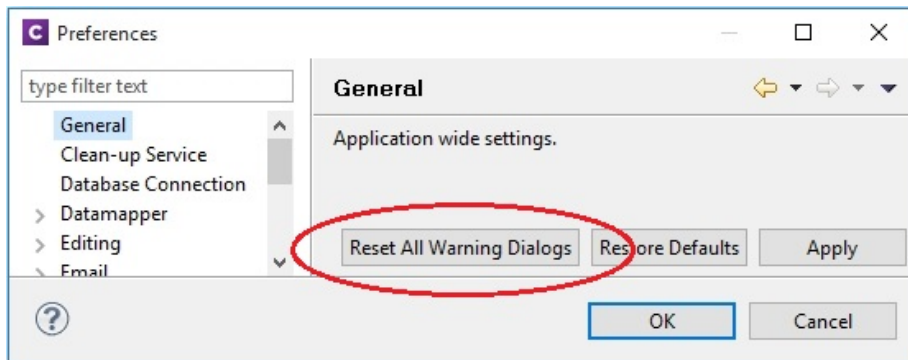 C Preferences
type filter text
General
Clean-up Service
Database Connection
Datamapper
Editing
Email
General
Application wide settings.
Reset All Warning Dialogs Restore Defaults Apply
? OK Cancel